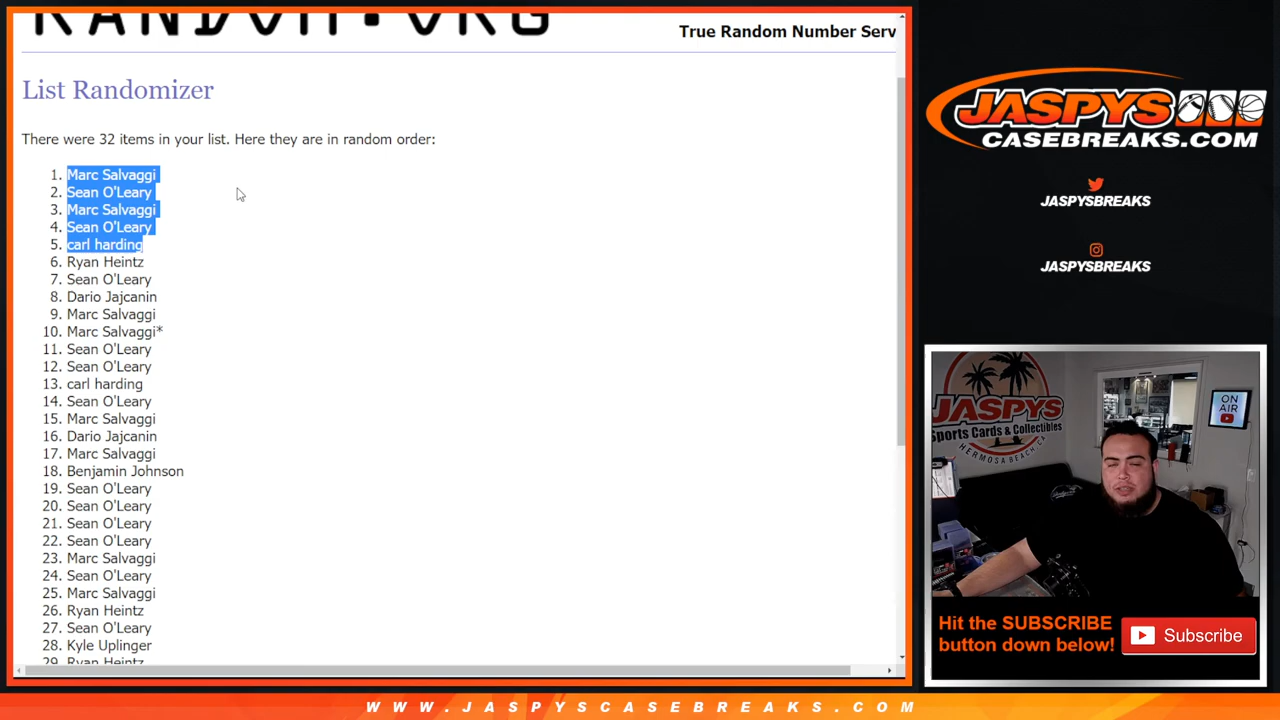 RANDOM.ORG
True Random Number Serv
List Randomizer
There were 32 items in your list. Here they are in random order:
1. Marc Salvaggi
2. Sean O'Leary
3. Marc Salvaggi
4. Sean O'Leary
5. carl harding
6. Ryan Heintz
7. Sean O'Leary
8. Dario Jajcanin
9. Marc Salvaggi
10. Marc Salvaggi*
11. Sean O'Leary
12. Sean O'Leary
13. carl harding
14. Sean O'Leary
15. Marc Salvaggi
16. Dario Jajcanin
17. Marc Salvaggi
18. Benjamin Johnson
19. Sean O'Leary
20. Sean O'Leary
21. Sean O'Leary
22. Sean O'Leary
23. Marc Salvaggi
24. Sean O'Leary
25. Marc Salvaggi
26. Ryan Heintz
27. Sean O'Leary
28. Kyle Uplinger
29. Ryan Heintz
JASPYS
CASEBREAKS.COM
JASPYSBREAKS
JASPYSBREAKS
JASPYS
Sports Cards & Collectibles
HERMOSA BEACH, CA
ON
AIR
Hit the SUBSCRIBE
button down below!
Subscribe
WWW.JASPYSCASEBREAKS.COM